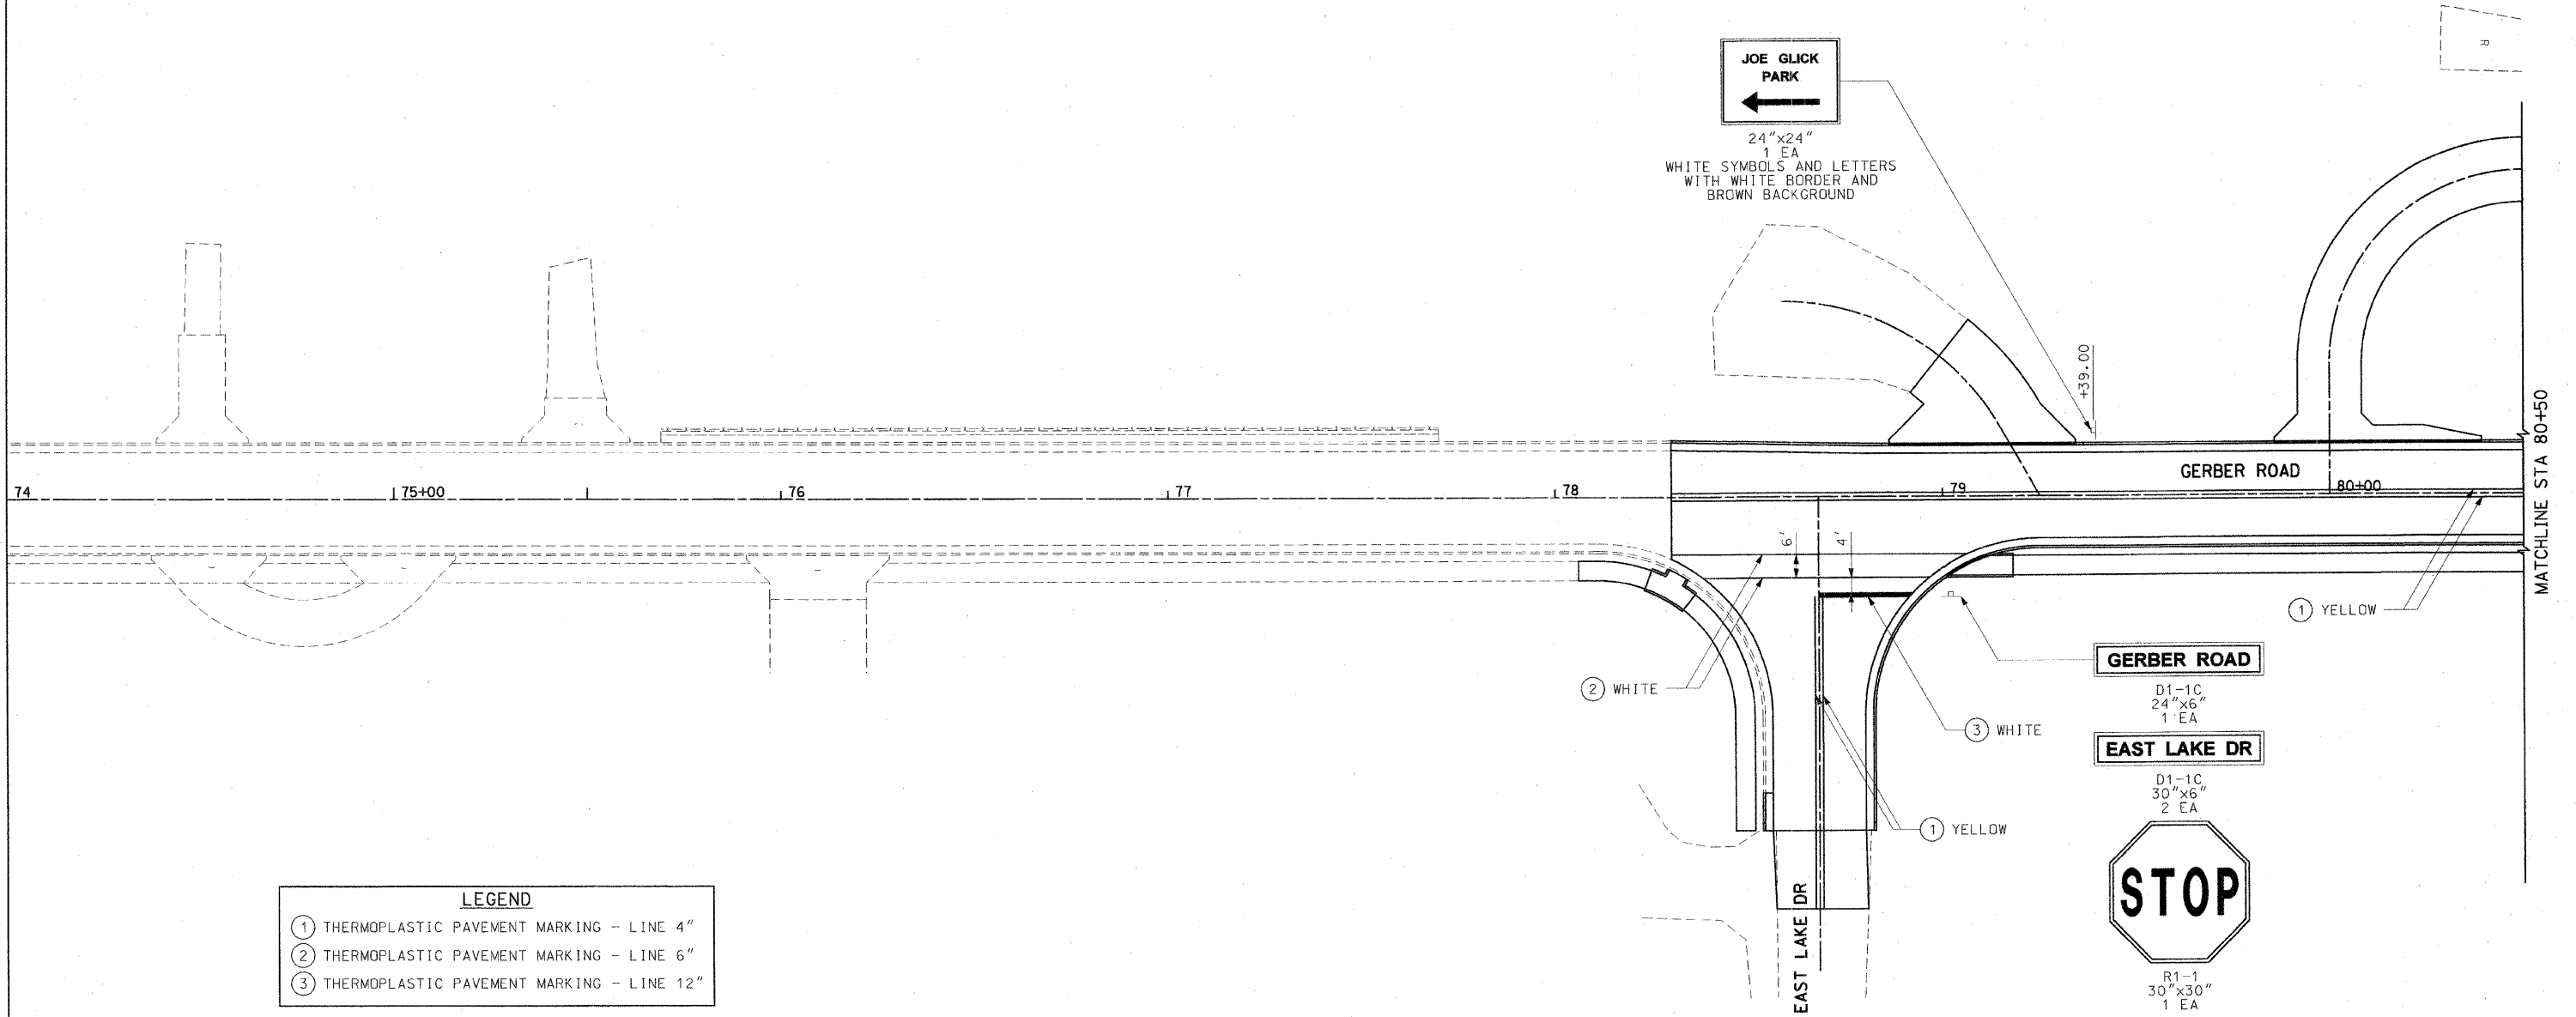 R
JOE GLICK
PARK
24"x24"
1 EA
WHITE SYMBOLS AND LETTERS
WITH WHITE BORDER AND
BROWN BACKGROUND
+39.00
MATCHLINE STA 80+50
GERBER ROAD
74
75+00
76
77
78
79
80+00
6'
4'
1 YELLOW
2 WHITE
3 WHITE
1 YELLOW
GERBER ROAD
D1-1C
24"x6"
1 EA
EAST LAKE DR
D1-1C
30"x6"
2 EA
STOP
R1-1
30"x30"
1 EA
EAST LAKE DR
LEGEND
1 THERMOPLASTIC PAVEMENT MARKING - LINE 4"
2 THERMOPLASTIC PAVEMENT MARKING - LINE 6"
3 THERMOPLASTIC PAVEMENT MARKING - LINE 12"